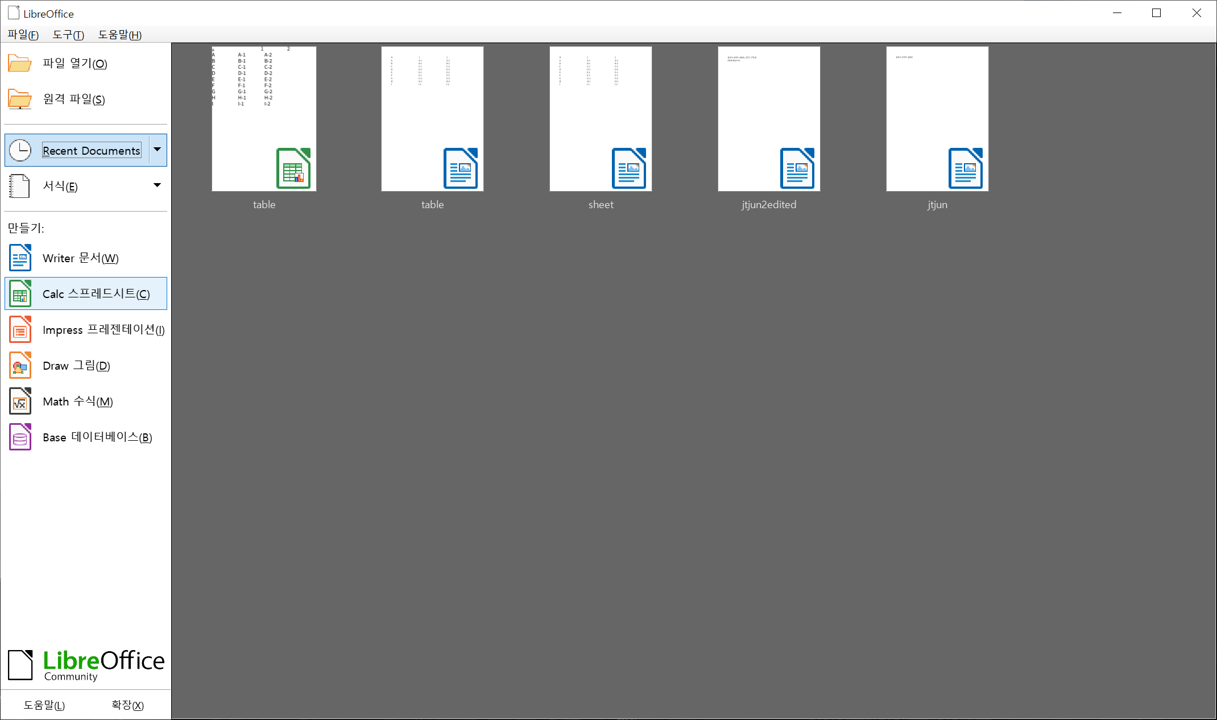 LibreOffice
파일(F) 도구(T) 도움말(H)
파일 열기(O)
원격 파일(S)
Recent Documents
서식(E)
만들기:
Writer 문서(W)
Calc 스프레드시트(C)
Impress 프레젠테이션(I)
Draw 그림(D)
Math 수식(M)
Base 데이터베이스(B)
LibreOffice
Community
도움말(L) 확장(X)
1 2
A A-1 A-2
B B-1 B-2
C C-1 C-2
D D-1 D-2
E E-1 E-2
F F-1 F-2
G G-1 G-2
H H-1 H-2
I I-1 I-2
table
table
sheet
jtjun2edited
jtjun